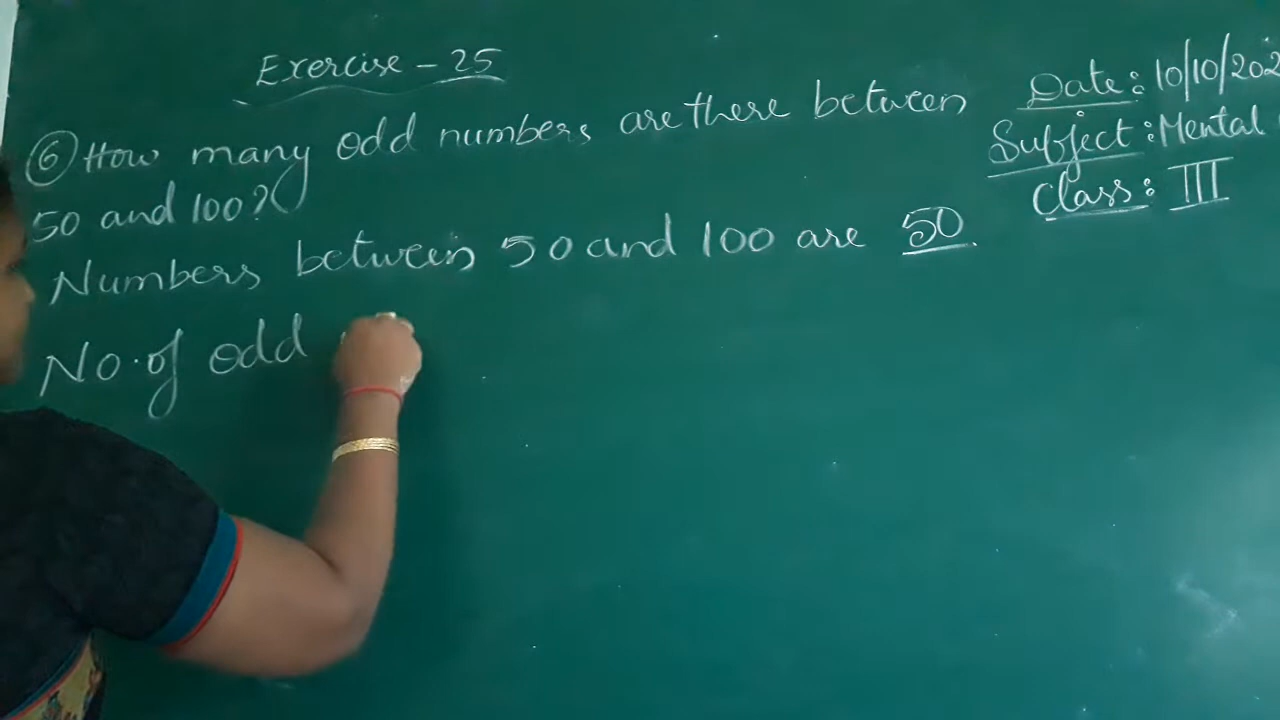 Exercise - 25
Date: 10/10/202
Subject: Mental
Class: III
⑥ How many odd numbers are there between
50 and 100?
Numbers between 50 and 100 are 50.
No. of odd